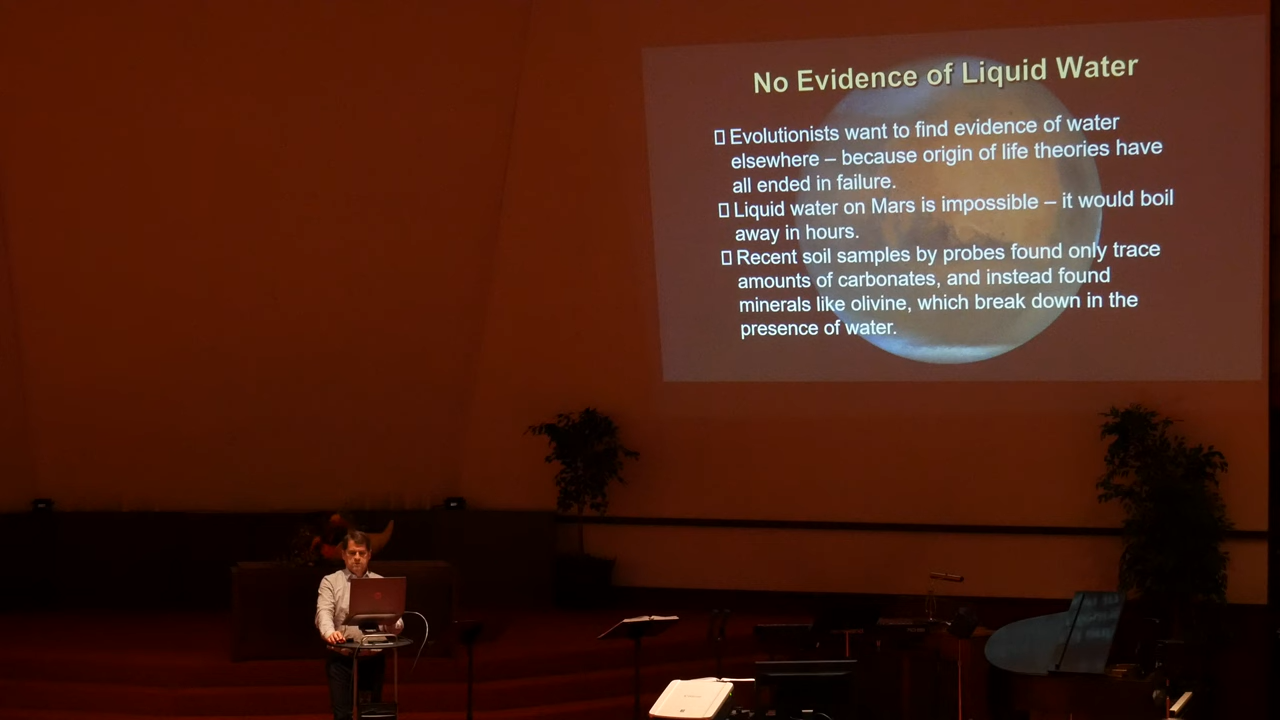 No Evidence of Liquid Water
Evolutionists want to find evidence of water
elsewhere – because origin of life theories have
all ended in failure.
Liquid water on Mars is impossible – it would boil
away in hours.
Recent soil samples by probes found only trace
amounts of carbonates, and instead found
minerals like olivine, which break down in the
presence of water.